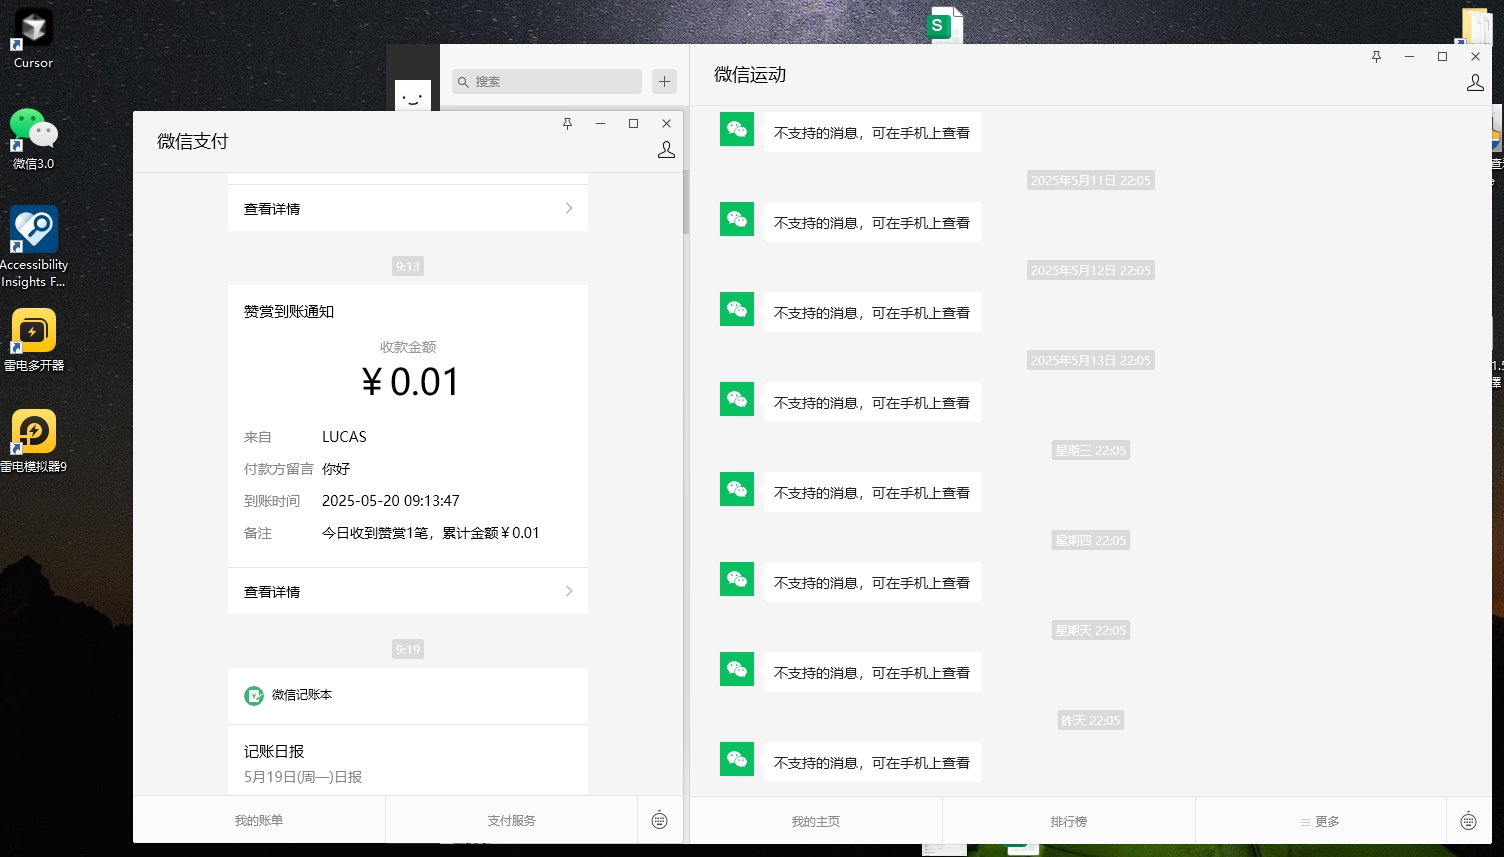 Cursor
微信3.0
Accessibility
Insights F...
雷电多开器
雷电模拟器9
S
搜索
微信支付
查看详情
9:13
赞赏到账通知
收款金额
¥0.01
来自 LUCAS
付款方留言 你好
到账时间 2025-05-20 09:13:47
备注 今日收到赞赏1笔，累计金额¥0.01
查看详情
9:19
微信记账本
记账日报
5月19日(周一)日报
我的账单
支付服务
微信运动
不支持的消息，可在手机上查看
2025年5月11日 22:05
不支持的消息，可在手机上查看
2025年5月12日 22:05
不支持的消息，可在手机上查看
2025年5月13日 22:05
不支持的消息，可在手机上查看
星期三 22:05
不支持的消息，可在手机上查看
星期四 22:05
不支持的消息，可在手机上查看
星期天 22:05
不支持的消息，可在手机上查看
昨天 22:05
不支持的消息，可在手机上查看
我的主页
排行榜
更多